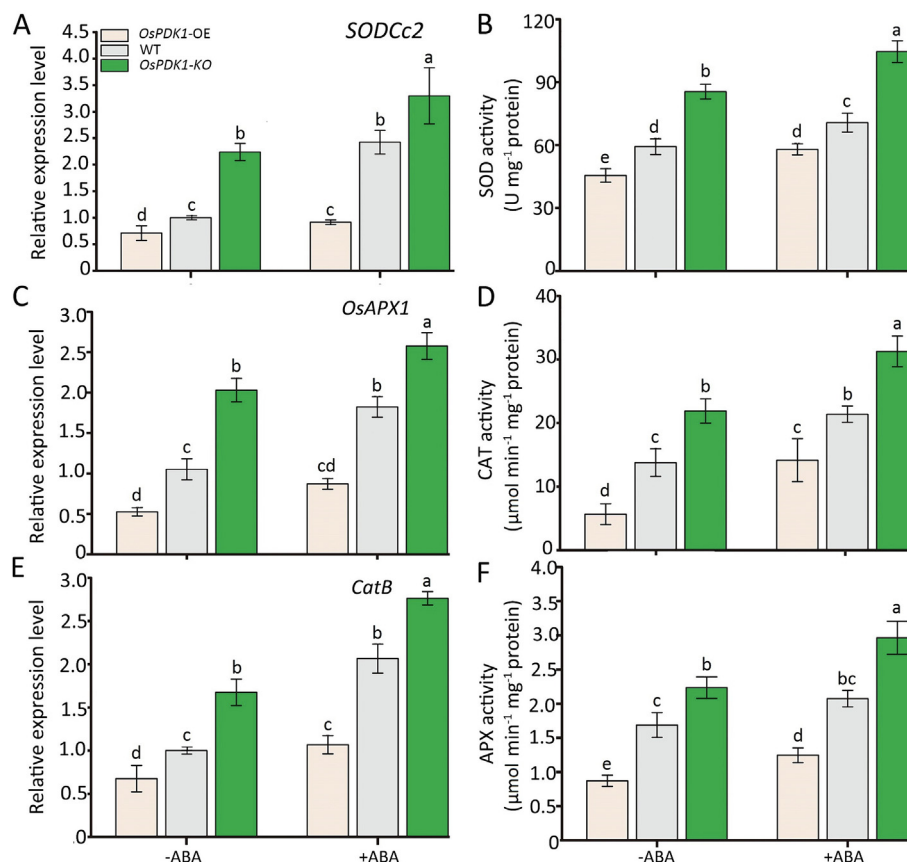 A
OsPDK1-OE
WT
OsPDK1-KO
SODCc2
Relative expression level
4.5
4.0
3.5
3.0
2.5
2.0
1.5
1.0
0.5
0
d
c
b
c
b
a
B
SOD activity
(U mg-1 protein)
120
90
60
30
0
e
d
b
d
c
a
C
OsAPX1
Relative expression level
3.0
2.5
2.0
1.5
1.0
0.5
0
d
c
b
cd
b
a
D
CAT activity
(µmol min-1 mg-1 protein)
40
30
20
10
0
d
c
b
c
b
a
E
CatB
Relative expression level
3.0
2.5
2.0
1.5
1.0
0.5
0
d
c
b
c
b
a
-ABA
+ABA
F
APX activity
(µmol min-1 mg-1 protein)
4.0
3.5
3.0
2.5
2.0
1.5
1.0
0.5
0
e
c
b
d
bc
a
-ABA
+ABA